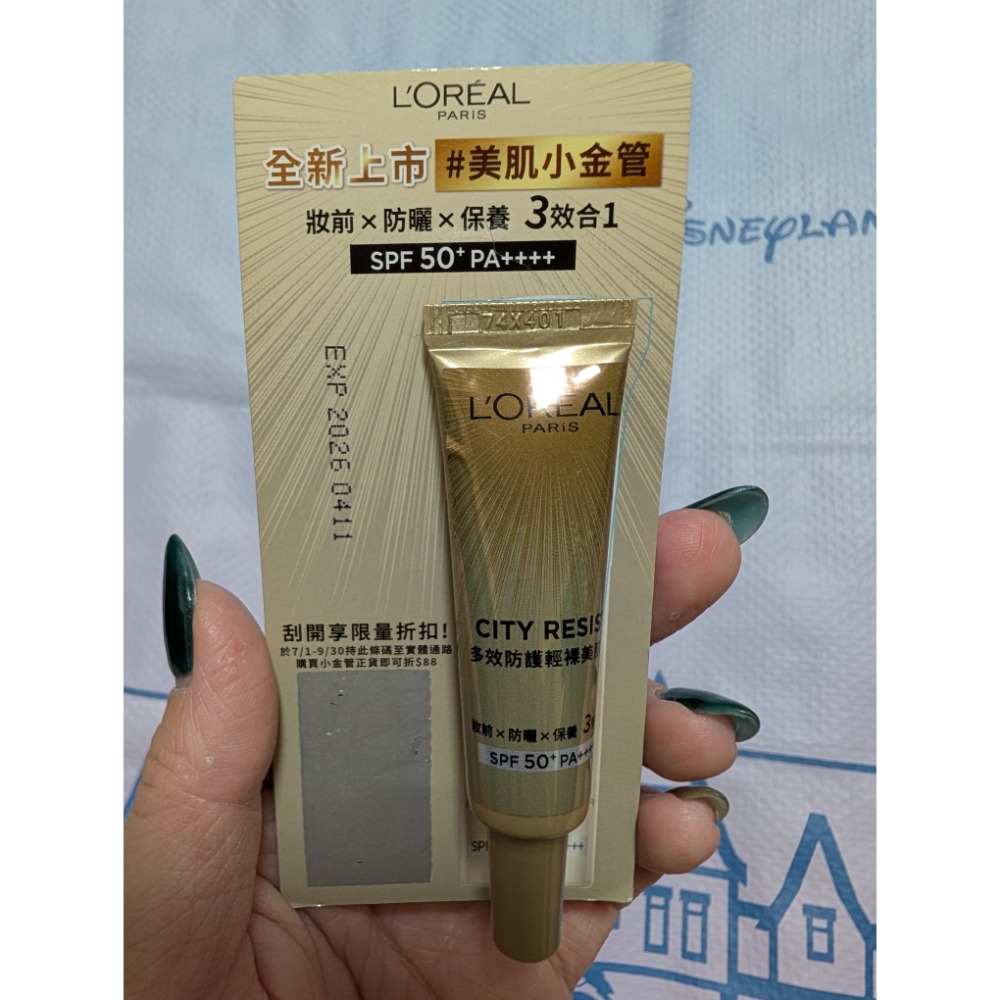 L'ORÉAL
PARIS
全新上市 #美肌小金管
妝前×防曬×保養 3效合1
SPF 50+ PA++++
SNEYLAN
74X401
EXP 2026 0411
L'ORÉAL
PARIS
CITY RESIS
多效防護輕裸美肌
妝前×防曬×保養 3
SPF 50+ PA+++
刮開享限量折扣!
於7/1-9/30持此條碼至實體通路
購買小金管正貨即可折$88
SP
++